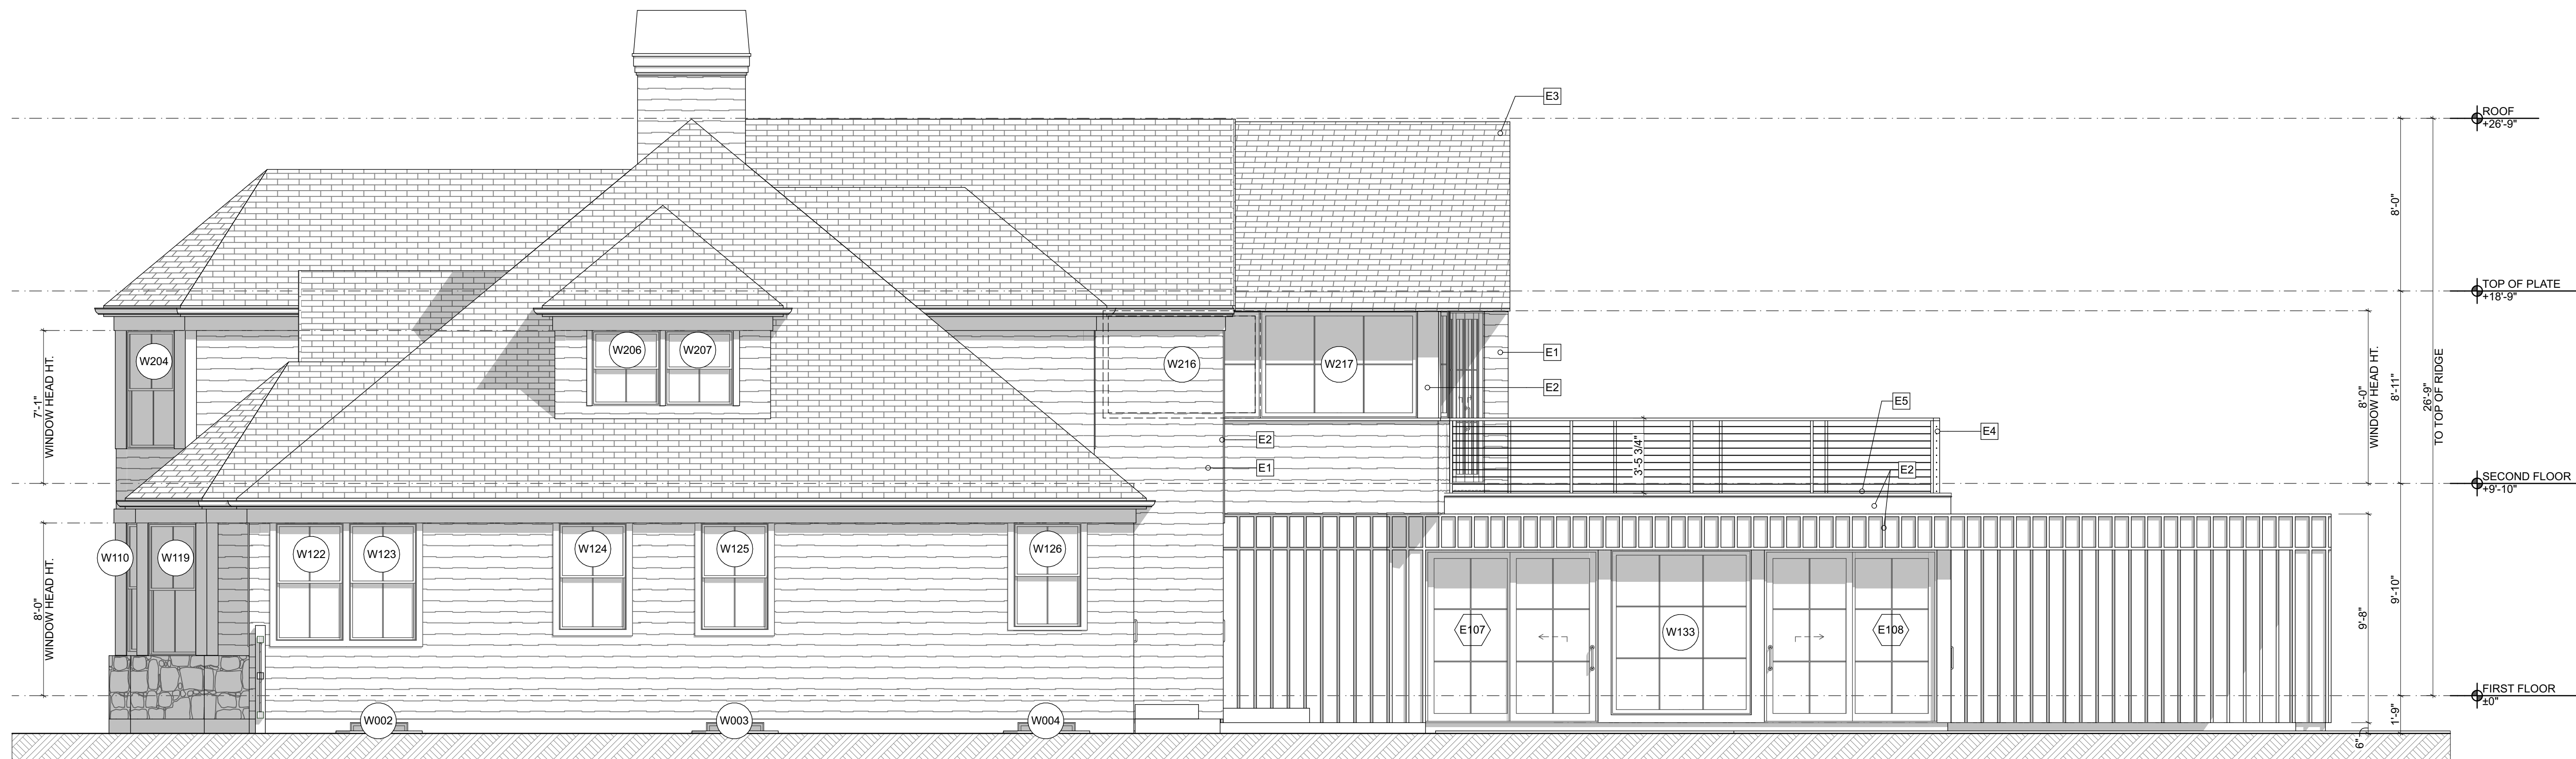 E3
ROOF
+26'-9"
8'-0"
TOP OF PLATE
+18'-9"
W204
W206
W207
W216
W217
E1
E2
7'-1"
WINDOW HEAD HT.
8'-0"
WINDOW HEAD HT.
8'-11"
26'-9"
TO TOP OF RIDGE
E5
E4
E2
E1
3'-5 3/4"
E2
SECOND FLOOR
+9'-10"
W110
W119
W122
W123
W124
W125
W126
8'-0"
WINDOW HEAD HT.
E107
W133
E108
9'-8"
9'-10"
FIRST FLOOR
±0"
W002
W003
W004
1'-9"
6"